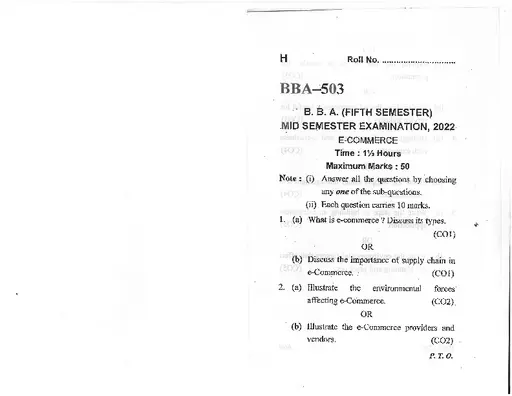 H Roll No. ..............................
BBA–503
B. B. A. (FIFTH SEMESTER)
MID SEMESTER EXAMINATION, 2022
E-COMMERCE
Time : 1½ Hours
Maximum Marks : 50
Note : (i) Answer all the questions by choosing
any one of the sub-questions.
(ii) Each question carries 10 marks.
1. (a) What is e-commerce ? Discuss its types.
(CO1)
OR
(b) Discuss the importance of supply chain in
e-Commerce. (CO1)
2. (a) Illustrate the environmental forces
affecting e-Commerce. (CO2)
OR
(b) Illustrate the e-Commerce providers and
vendors. (CO2)
P. T. O.